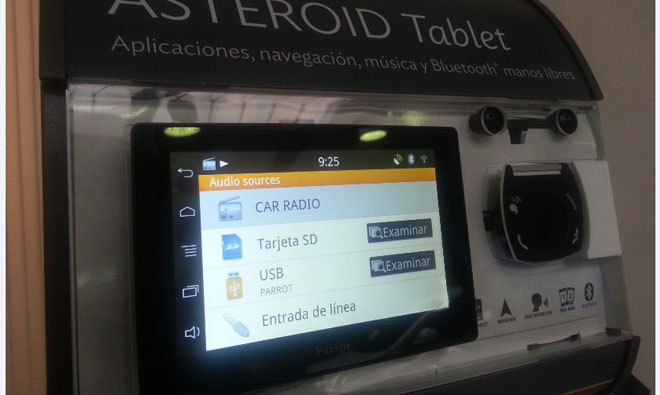 ASTEROID Tablet
Aplicaciones, navegación, música y Bluetooth® manos libres
9:25
Audio sources
CAR RADIO
Tarjeta SD
Examinar
USB
PARROT
Examinar
Entrada de línea
Parrot